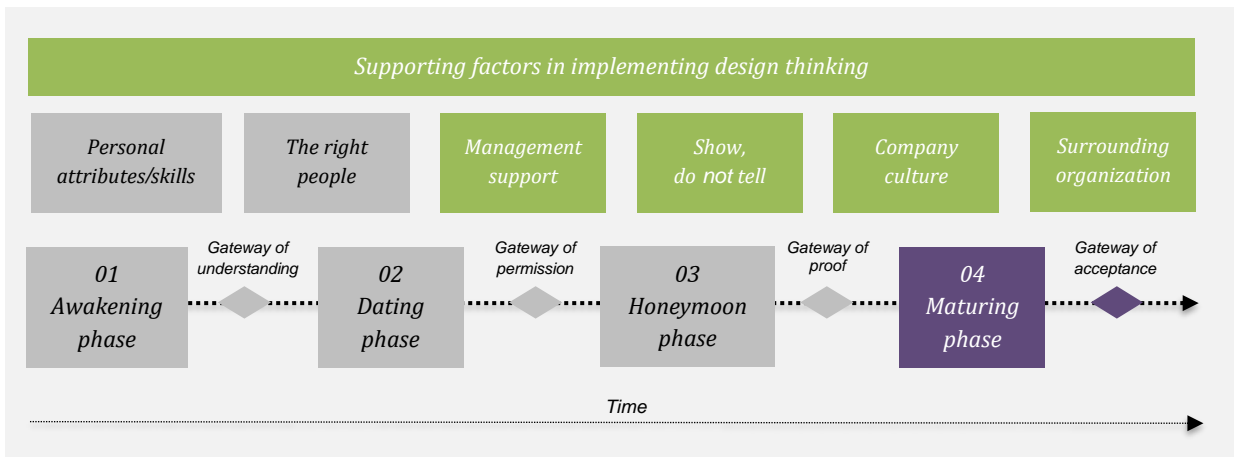 Supporting factors in implementing design thinking
Personal
attributes/skills
The right
people
Management
support
Show,
do not tell
Company
culture
Surrounding
organization
01
Awakening
phase
Gateway of
understanding
02
Dating
phase
Gateway of
permission
03
Honeymoon
phase
Gateway of
proof
04
Maturing
phase
Gateway of
acceptance
Time